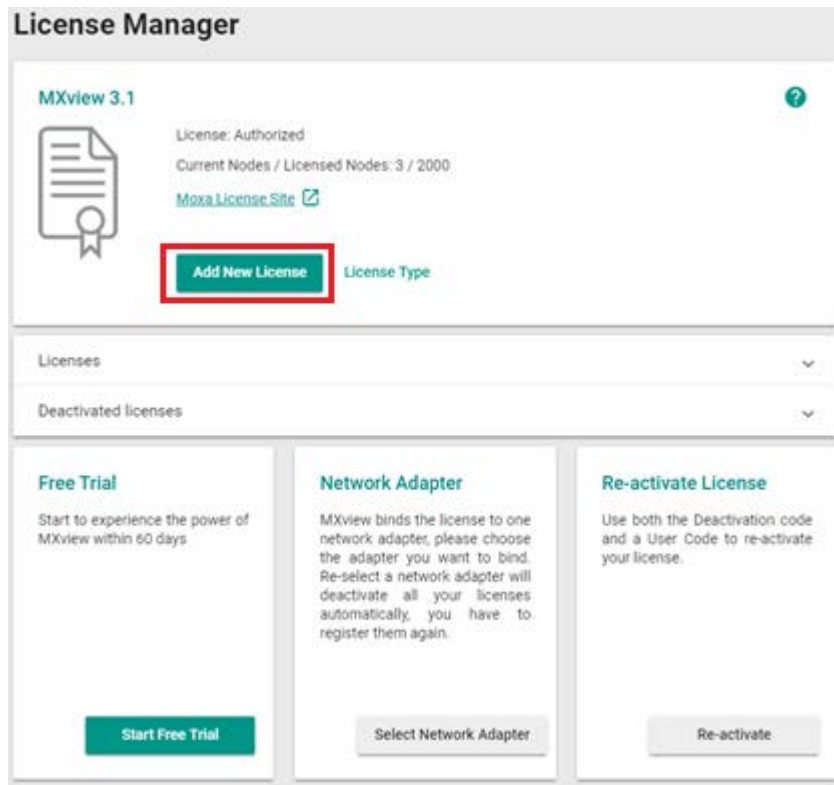 License Manager
MXview 3.1
License: Authorized
Current Nodes / Licensed Nodes: 3 / 2000
Moxa License Site
Add New License
License Type
Licenses
Deactivated licenses
Free Trial
Start to experience the power of
MXview within 60 days
Start Free Trial
Network Adapter
MXview binds the license to one
network adapter, please choose
the adapter you want to bind.
Re-select a network adapter will
deactivate all your licenses
automatically, you have to
register them again.
Select Network Adapter
Re-activate License
Use both the Deactivation code
and a User Code to re-activate
your license.
Re-activate